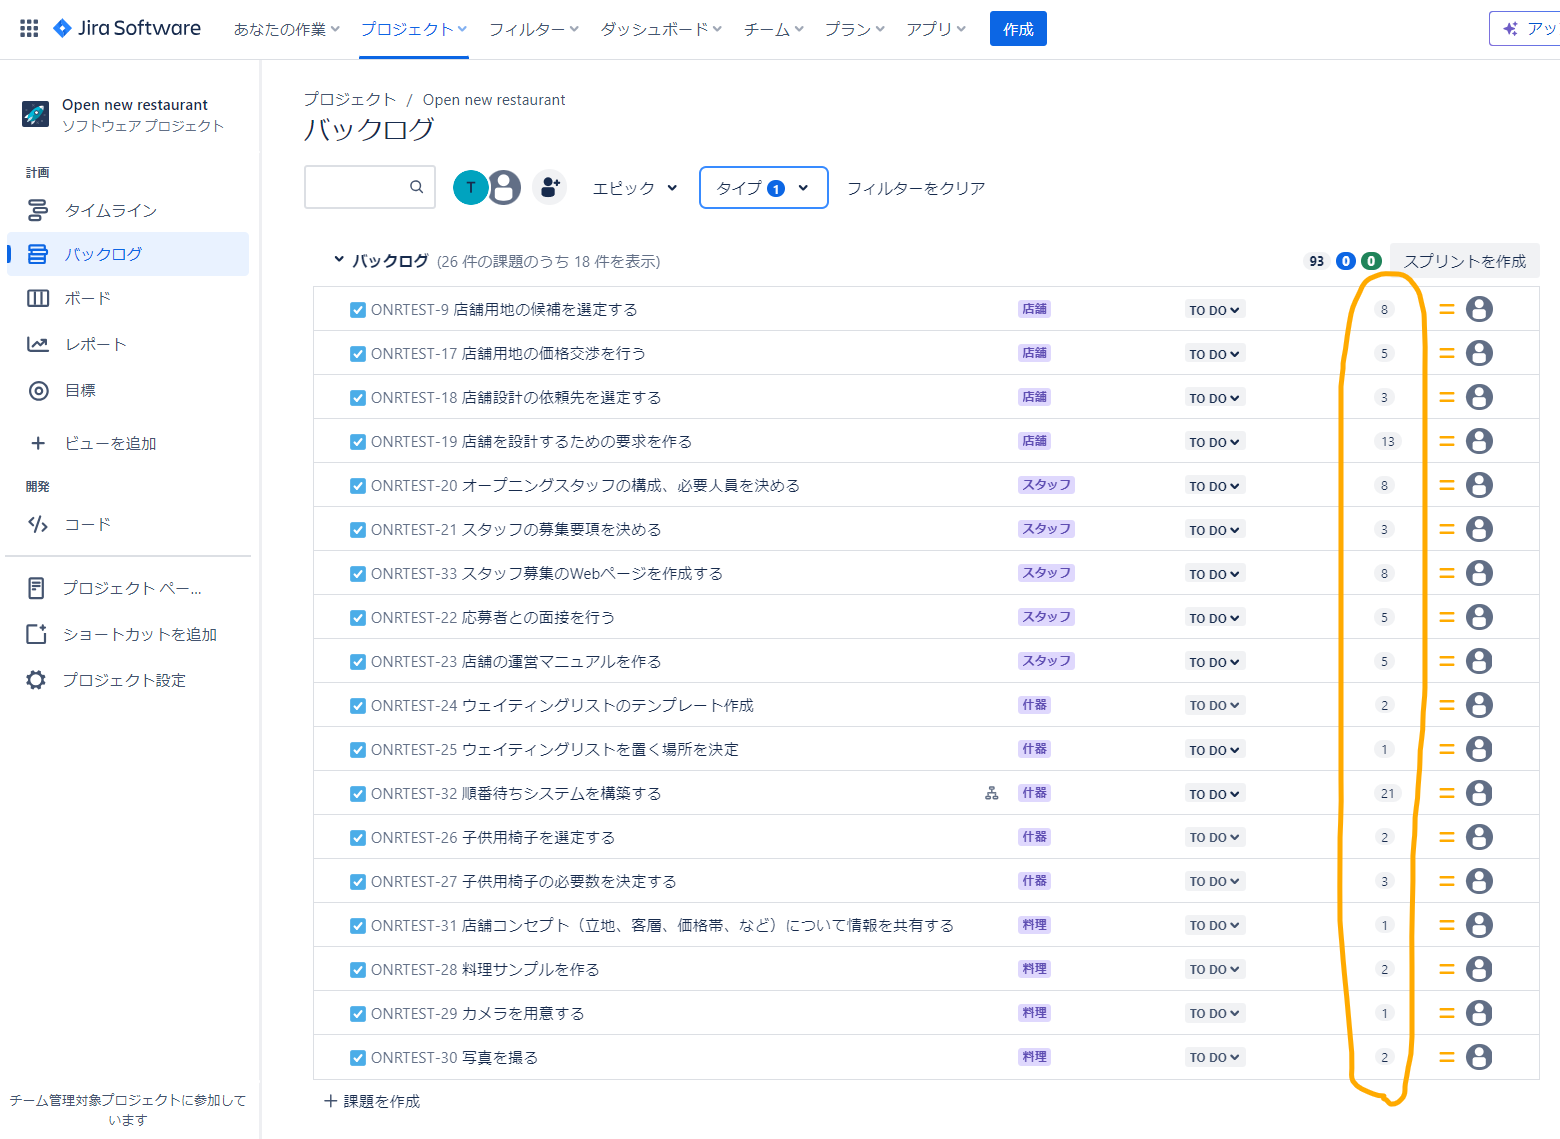 Jira Software あなたの作業 プロジェクト フィルター ダッシュボード チーム プラン アプリ 作成 アッ
Open new restaurant
ソフトウェア プロジェクト
計画
タイムライン
バックログ
ボード
レポート
目標
ビューを追加
開発
コード
プロジェクト ペー...
ショートカットを追加
プロジェクト設定
チーム管理対象プロジェクトに参加して
います
プロジェクト / Open new restaurant
バックログ
T エピック タイプ 1 フィルターをクリア
バックログ (26 件の課題のうち 18 件を表示) 93 0 0 スプリントを作成
ONRTEST-9 店舗用地の候補を選定する 店舗 TO DO 8
ONRTEST-17 店舗用地の価格交渉を行う 店舗 TO DO 5
ONRTEST-18 店舗設計の依頼先を選定する 店舗 TO DO 3
ONRTEST-19 店舗を設計するための要求を作る 店舗 TO DO 13
ONRTEST-20 オープニングスタッフの構成、必要人員を決める スタッフ TO DO 8
ONRTEST-21 スタッフの募集要項を決める スタッフ TO DO 3
ONRTEST-33 スタッフ募集のWebページを作成する スタッフ TO DO 8
ONRTEST-22 応募者との面接を行う スタッフ TO DO 5
ONRTEST-23 店舗の運営マニュアルを作る スタッフ TO DO 5
ONRTEST-24 ウェイティングリストのテンプレート作成 什器 TO DO 2
ONRTEST-25 ウェイティングリストを置く場所を決定 什器 TO DO 1
ONRTEST-32 順番待ちシステムを構築する 什器 TO DO 21
ONRTEST-26 子供用椅子を選定する 什器 TO DO 2
ONRTEST-27 子供用椅子の必要数を決定する 什器 TO DO 3
ONRTEST-31 店舗コンセプト（立地、客層、価格帯、など）について情報を共有する 料理 TO DO 1
ONRTEST-28 料理サンプルを作る 料理 TO DO 2
ONRTEST-29 カメラを用意する 料理 TO DO 1
ONRTEST-30 写真を撮る 料理 TO DO 2
+ 課題を作成